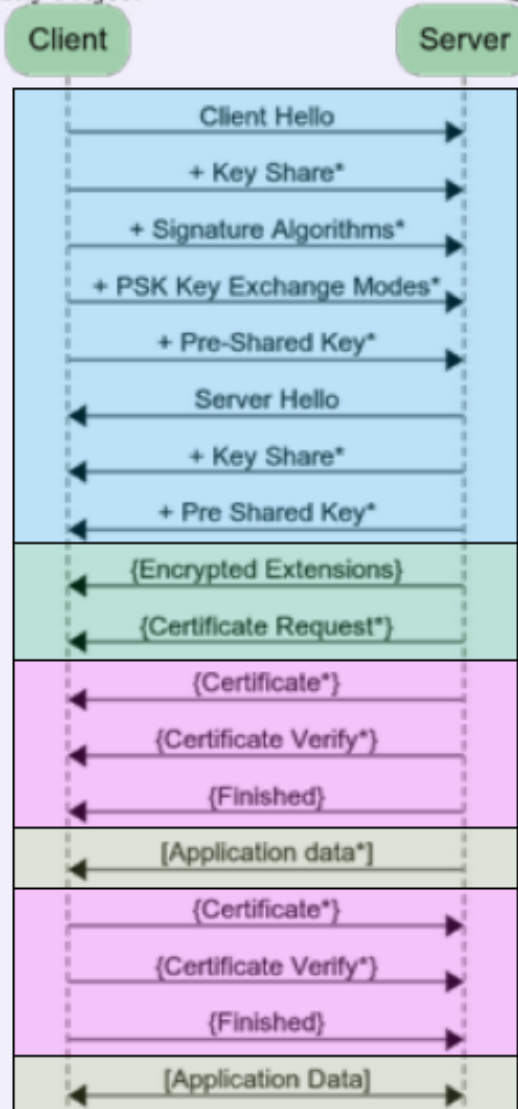 Client Server
Client Hello
+ Key Share*
+ Signature Algorithms*
+ PSK Key Exchange Modes*
+ Pre-Shared Key*
Server Hello
+ Key Share*
+ Pre Shared Key*
{Encrypted Extensions}
{Certificate Request*}
{Certificate*}
{Certificate Verify*}
{Finished}
[Application data*]
{Certificate*}
{Certificate Verify*}
{Finished}
[Application Data]